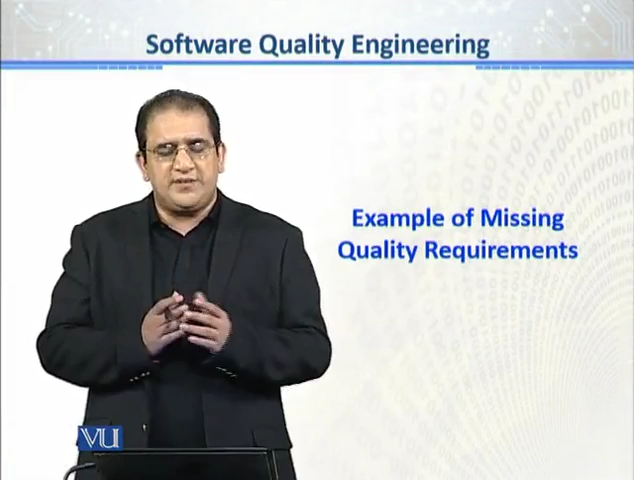 Software Quality Engineering
Example of Missing
Quality Requirements
VU